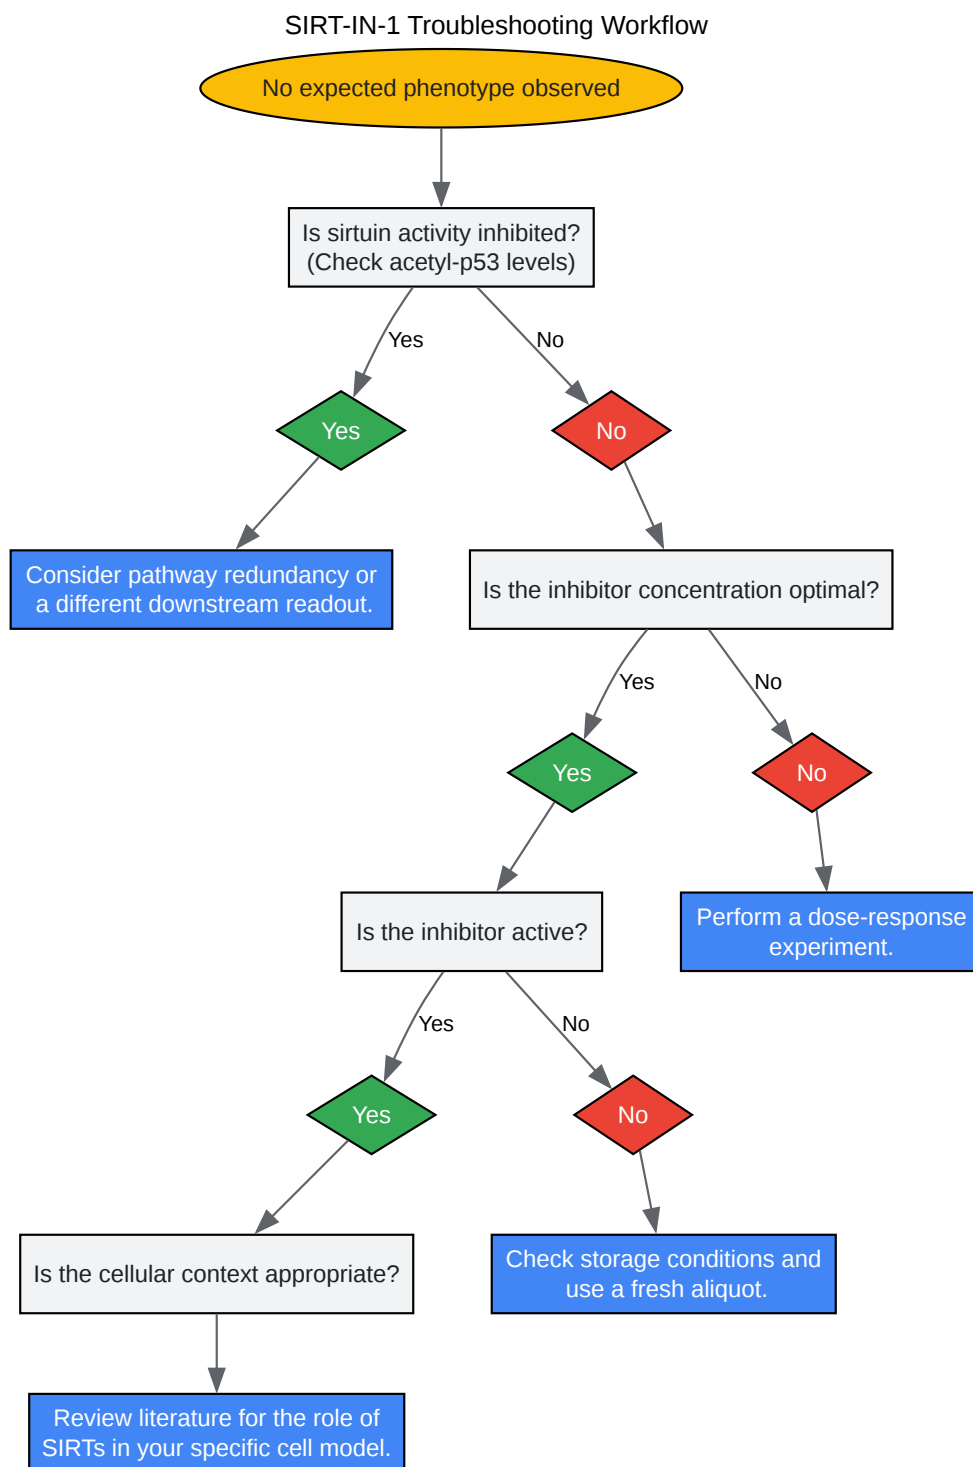 SIRT-IN-1 Troubleshooting Workflow
No expected phenotype observed
Is sirtuin activity inhibited?
(Check acetyl-p53 levels)
Yes
No
Yes
No
Consider pathway redundancy or
a different downstream readout.
Is the inhibitor concentration optimal?
Yes
No
Yes
No
Is the inhibitor active?
Perform a dose-response
experiment.
Yes
No
Yes
No
Is the cellular context appropriate?
Check storage conditions and
use a fresh aliquot.
Review literature for the role of
SIRTs in your specific cell model.